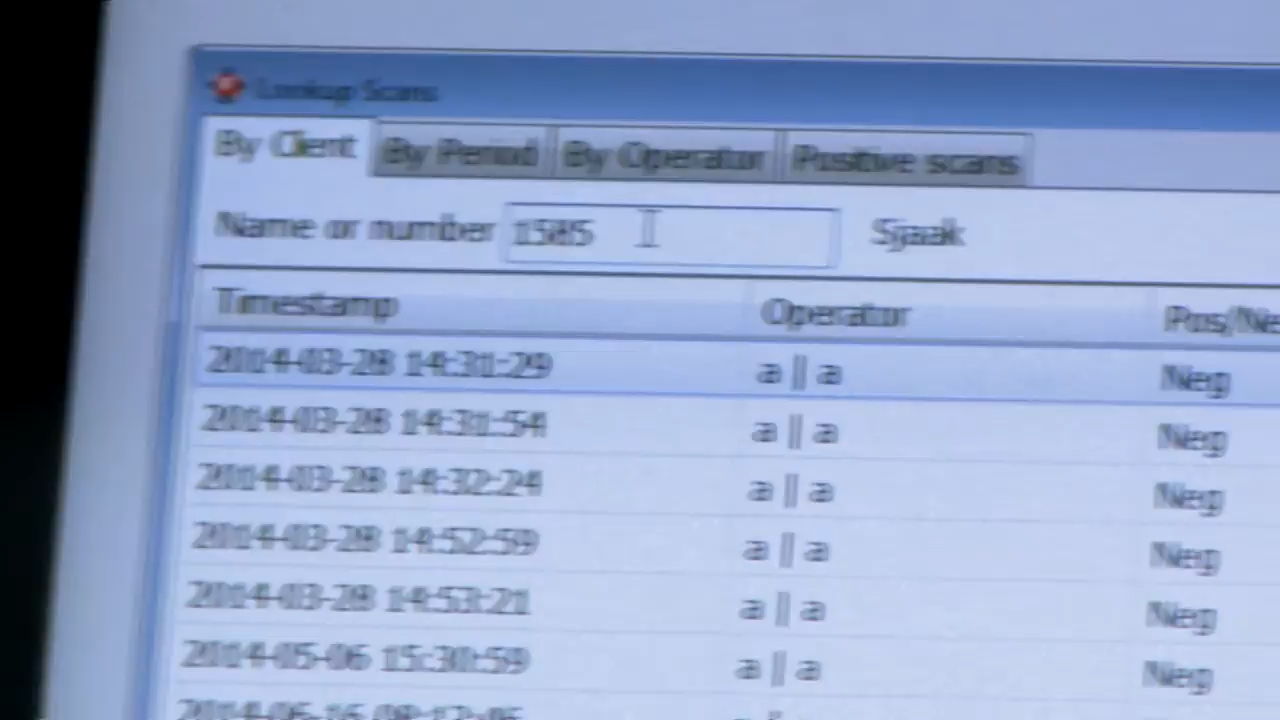 Lookup Scans
By Client By Period By Operator Positive scans
Name or number 1585 Sjaak
Timestamp Operator Pos/Ne
2014-03-28 14:31:29 a || a Neg
2014-03-28 14:31:54 a || a Neg
2014-03-28 14:32:24 a || a Neg
2014-03-28 14:52:59 a || a Neg
2014-03-28 14:53:21 a || a Neg
2014-05-06 15:30:59 a || a Neg